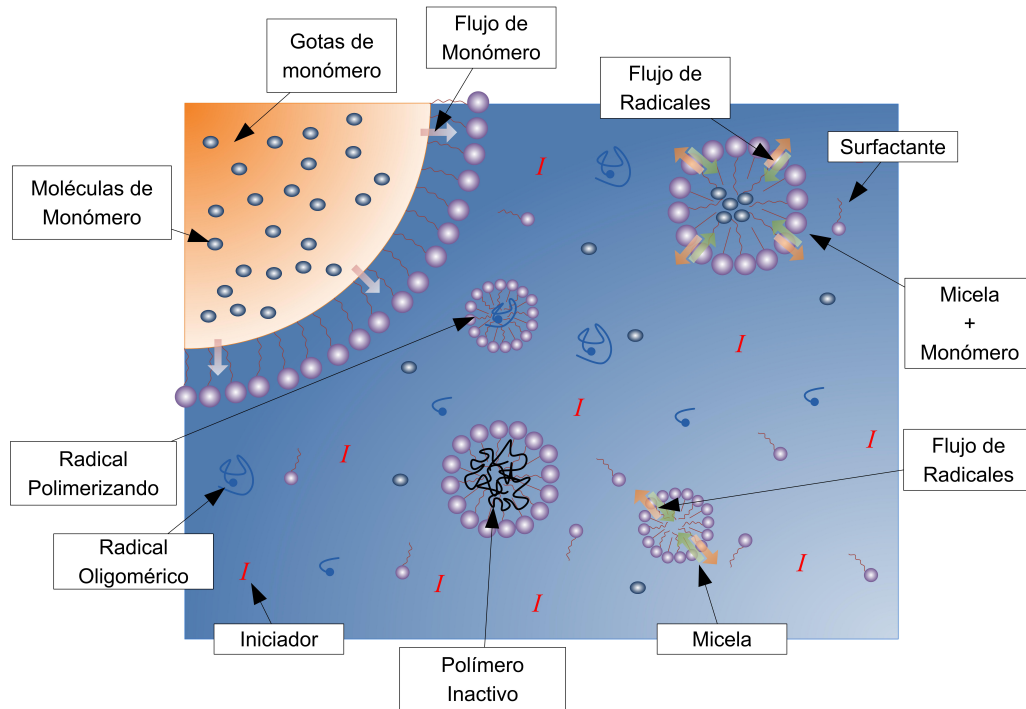 Gotas de
monómero
Flujo de
Monómero
Flujo de
Radicales
Surfactante
Moléculas de
Monómero
I
Micela
+
Monómero
I
I
I
I
Radical
Polimerizando
Flujo de
Radicales
Radical
Oligomérico
I
I
I
I
Iniciador
Polímero
Inactivo
Micela